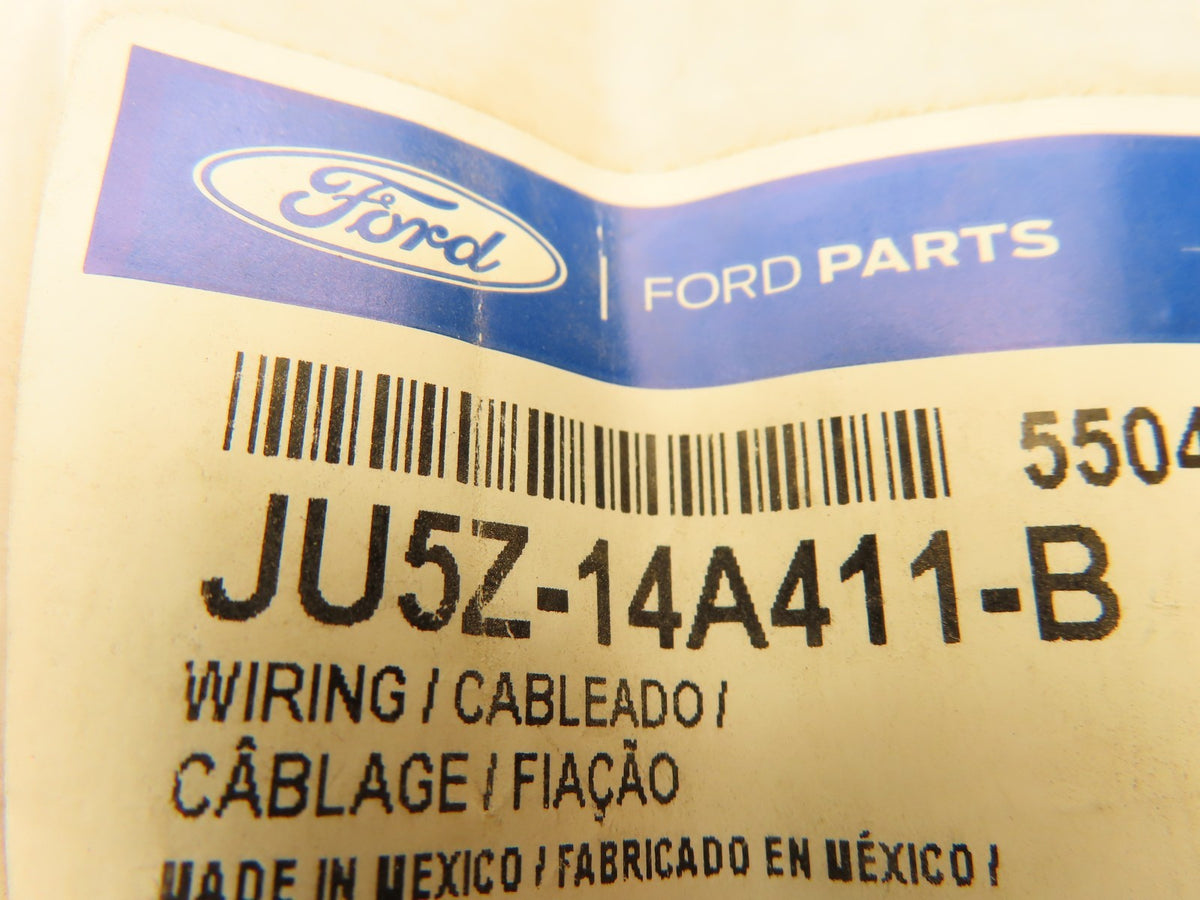 Ford
FORD PARTS
5504
JU5Z-14A411-B
WIRING / CABLEADO /
CÂBLAGE / FIAÇÃO
MADE IN MEXICO / FABRICADO EN MÉXICO /